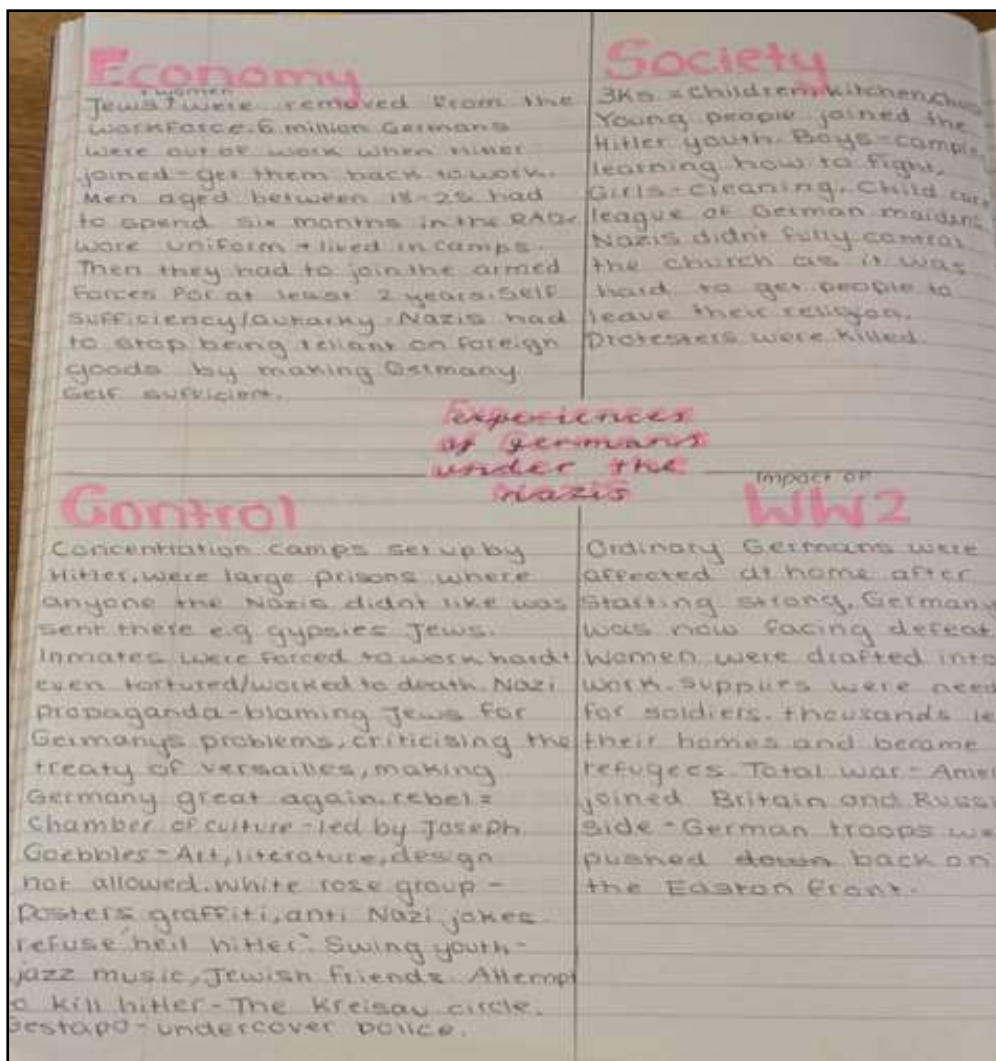 Economy
+ women
Jews were removed from the
workforce. 6 million Germans
were out of work when Hitler
joined - get them back to work.
Men aged between 18-25 had
to spend six months in the RAD.
wore uniform + lived in camps.
Then they had to join the armed
forces for at least 2 years. Self
sufficiency/autarky - Nazis had
to stop being reliant on foreign
goods by making Germany
Self sufficient.
Society
3Ks = children, kitchen,
Young people joined the
Hitler youth. Boys - cample
learning how to fight,
Girls - cleaning, child care
league of German maidens
Nazis didnt fully control
the church as it was
hard to get people to
leave their religion.
Protesters were killed.
Experiences
of Germans
under the
Nazis
Control
Concentration camps set up by
Hitler, were large prisons where
anyone the Nazis didnt like was
sent there e.g gypsies Jews.
Inmates were forced to work hard +
even tortured/worked to death. Nazi
propaganda - blaming Jews for
Germanys problems, criticising the
treaty of versailles, making
Germany great again. rebel =
Chamber of culture - led by Joseph
Goebbles - Art, literature, design
not allowed. White rose group -
Posters graffiti, anti Nazi jokes
refuse 'heil hitler'. Swing youth -
jazz music, Jewish friends. Attempt
o kill hitler - The Kreisau circle.
Gestapo - undercover police.
Impact of
WW2
Ordinary Germans were
affected at home after
starting strong, Germany
was now facing defeat
Women were drafted into
work. Supplies were need
for soldiers. thousands le
their homes and became
refugees. Total war - Amer
joined Britain and Russi
side - German troops we
pushed down back on
the Easton front.